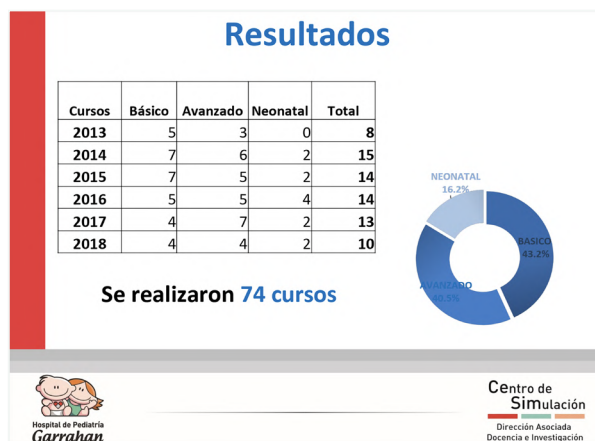 Resultados
Cursos Básico Avanzado Neonatal Total
2013 5 3 0 8
2014 7 6 2 15
2015 7 5 2 14
2016 5 5 4 14
2017 4 7 2 13
2018 4 4 2 10
NEONATAL
16.2%
BASICO
43.2%
AVANZADO
40.5%
Se realizaron 74 cursos
Hospital de Pediatría
Garrahan
Centro de
Simulación
Dirección Asociada
Docencia e Investigación